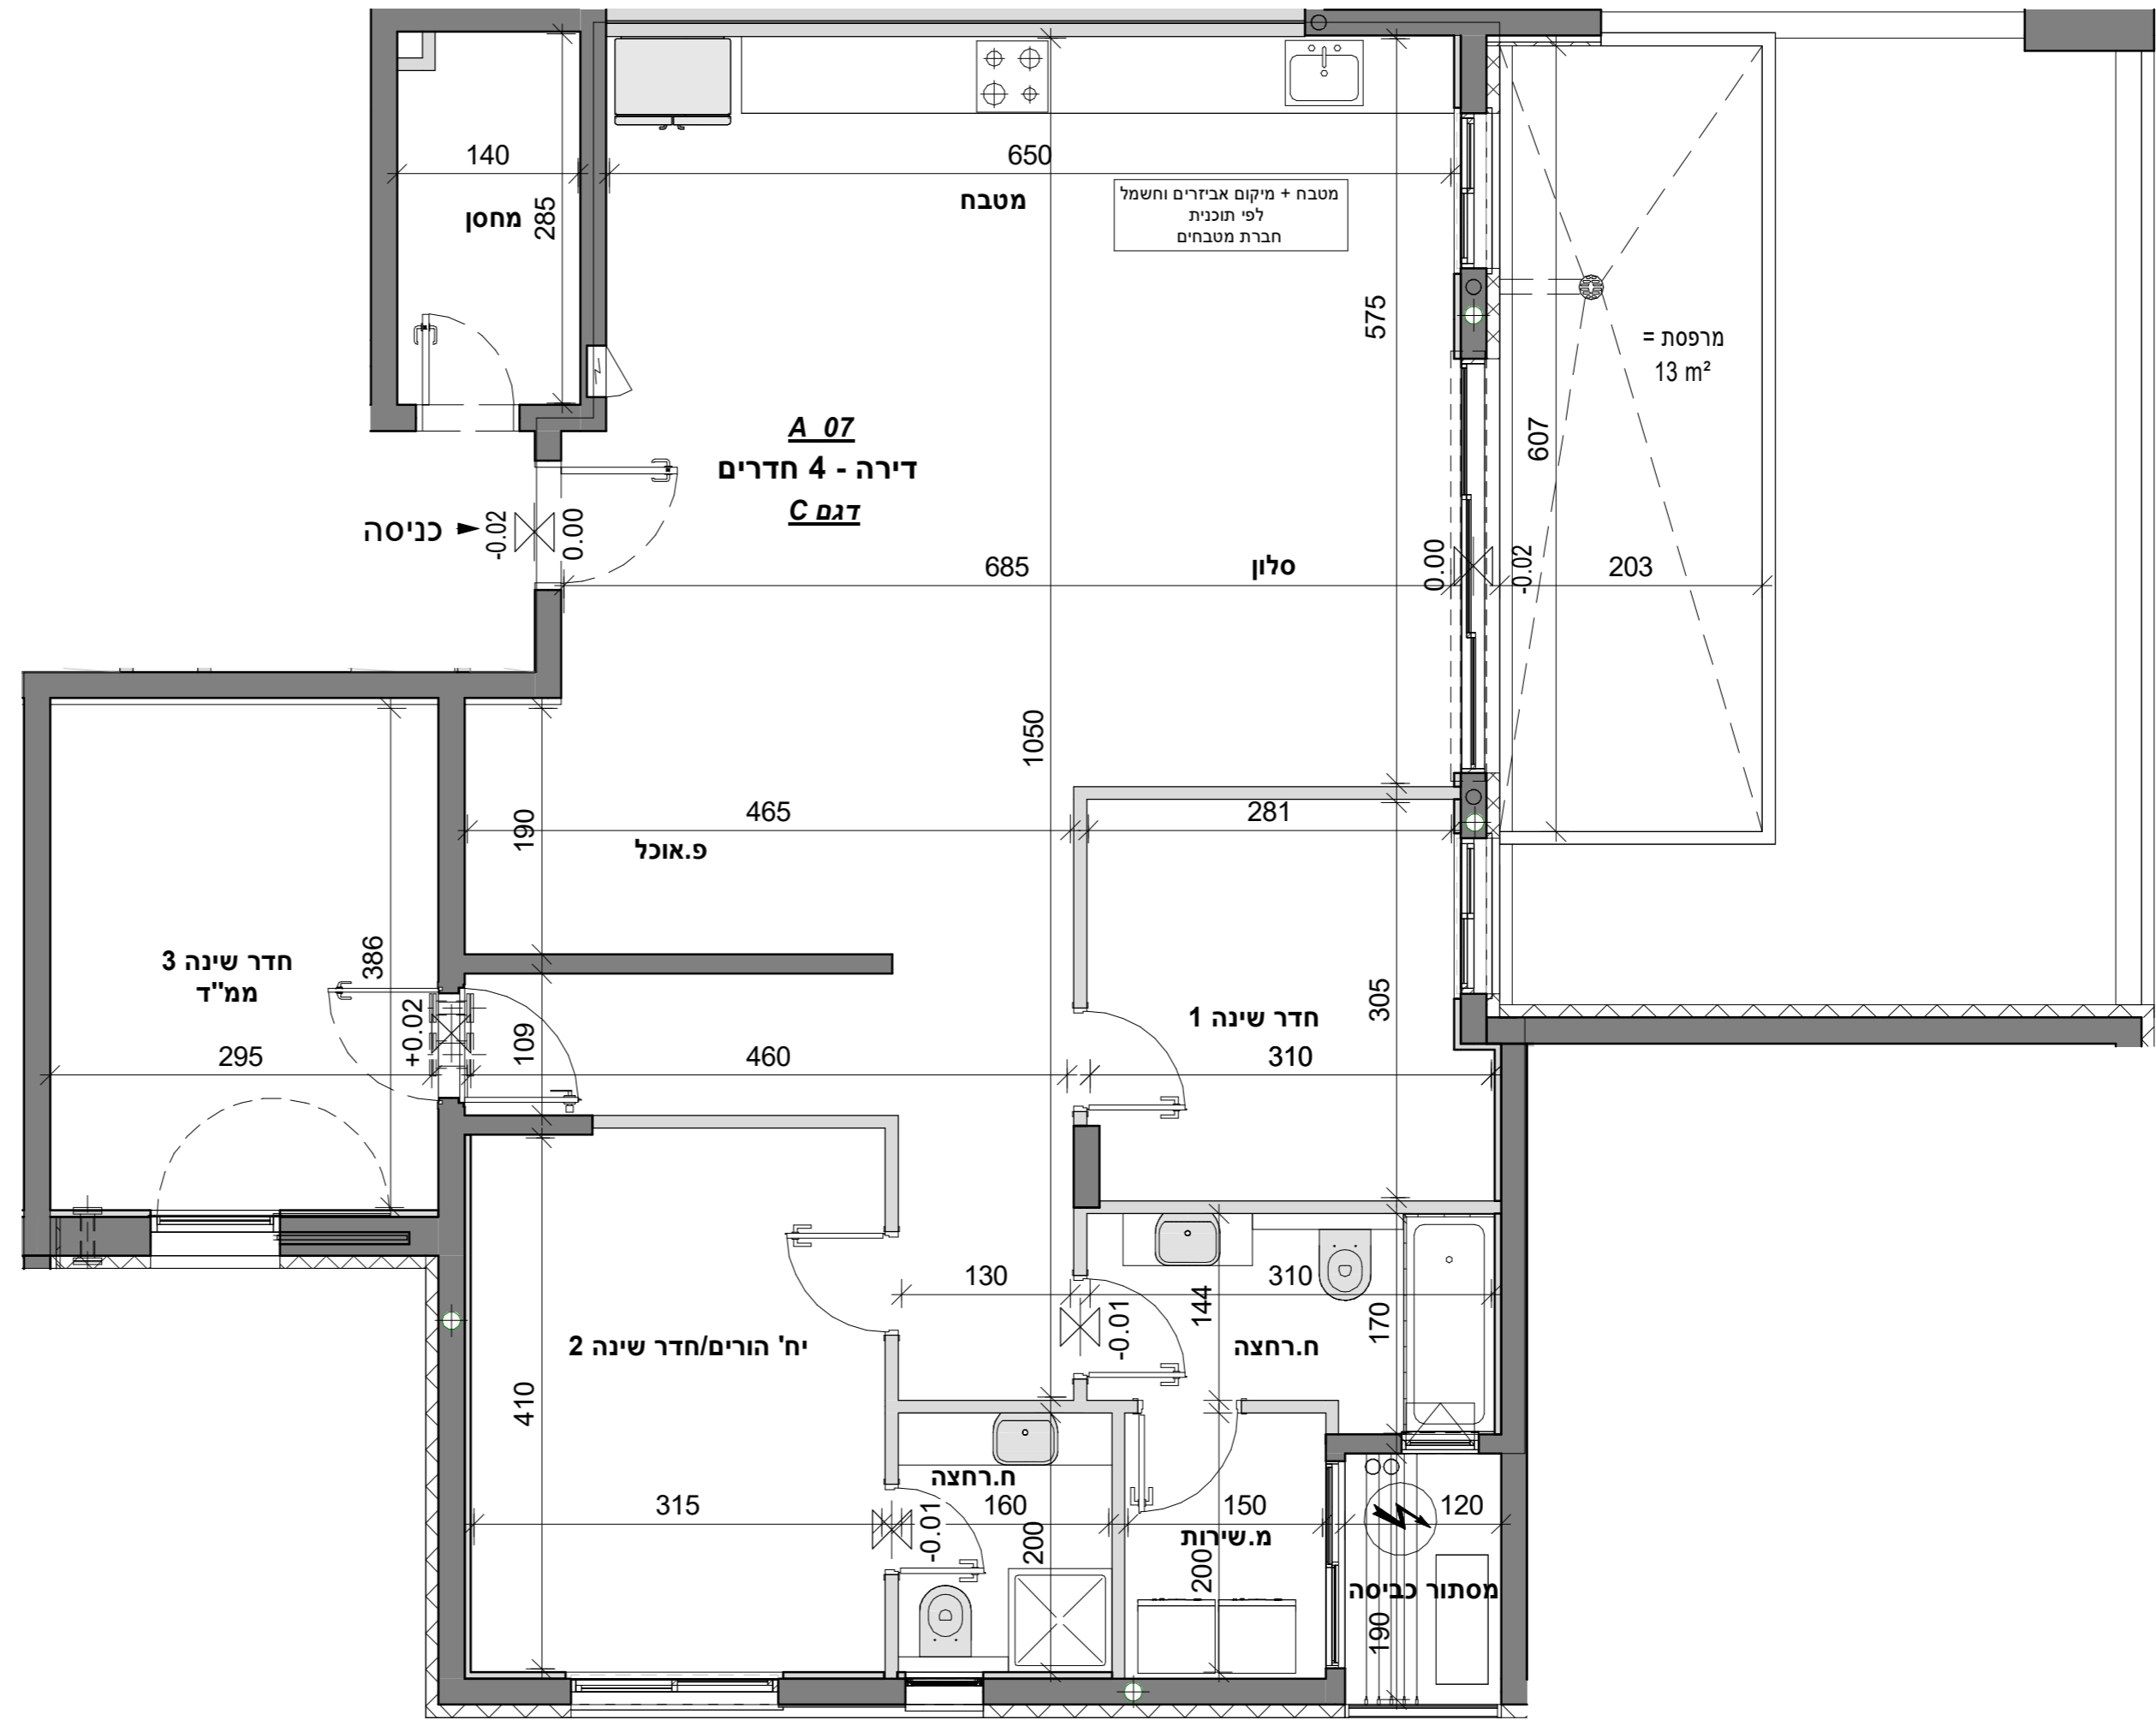 140
650
מחסן
285
מטבח
מטבח + מיקום אביזרים וחשמל
לפי תוכנית
חברת מטבחים
575
מרפסת =
13 m²
607
A 07
דירה - 4 חדרים
דגם C
כניסה
-0.02
0.00
685
סלון
0.00
-0.02
203
1050
190
465
281
פ.אוכל
חדר שינה 3
ממ"ד
386
295
+0.02
109
460
חדר שינה 1
305
310
130
310
144
-0.01
170
ח.רחצה
יח' הורים/חדר שינה 2
410
315
ח.רחצה
-0.01
160
200
150
מ.שירות
200
120
מסתור כביסה
190